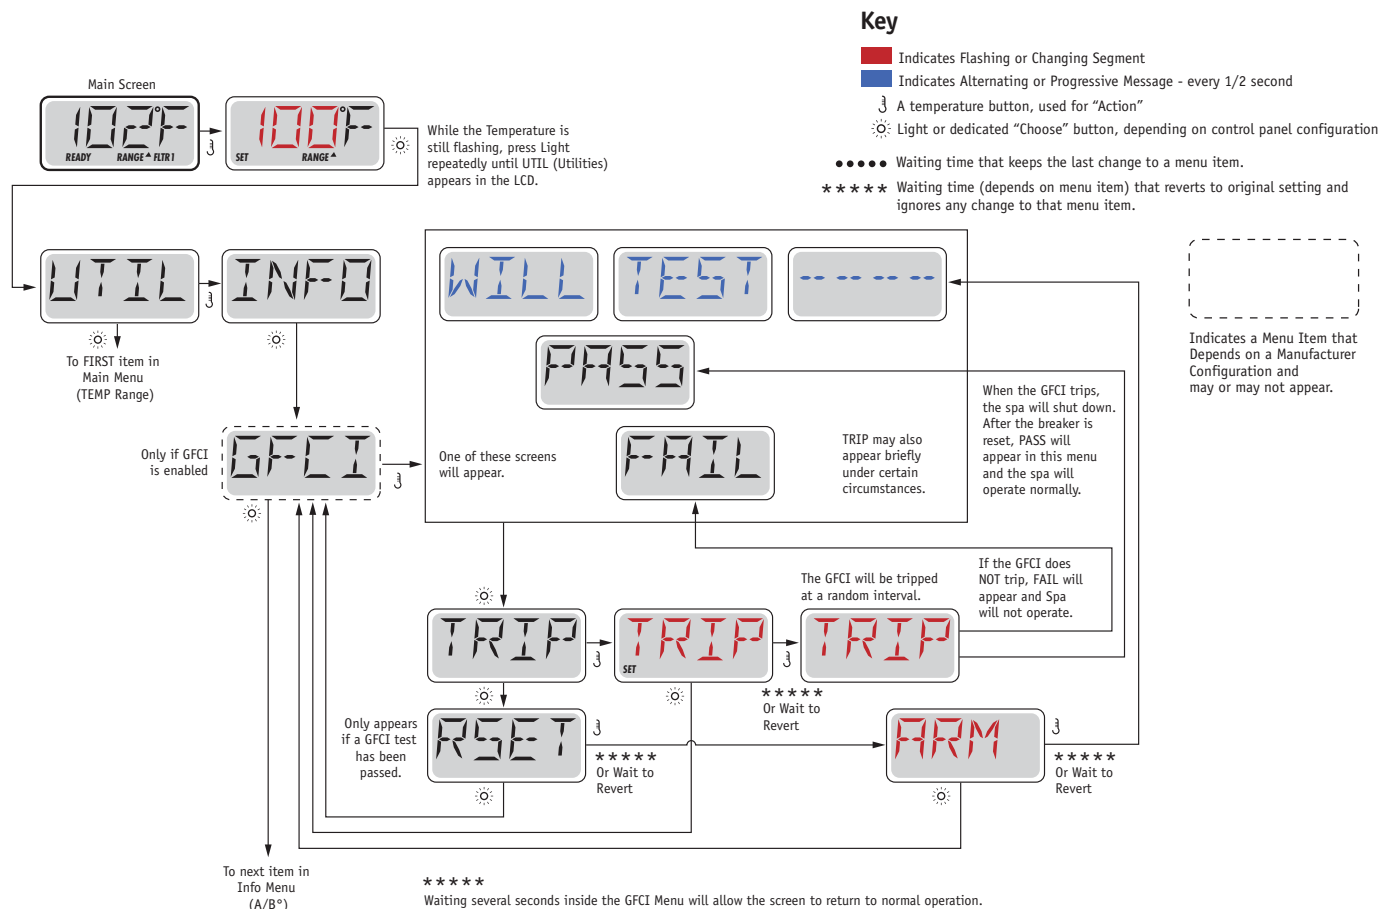 Key
Indicates Flashing or Changing Segment
Indicates Alternating or Progressive Message - every 1/2 second
A temperature button, used for “Action”
Light or dedicated “Choose” button, depending on control panel configuration
••••• Waiting time that keeps the last change to a menu item.
***** Waiting time (depends on menu item) that reverts to original setting and
ignores any change to that menu item.
Main Screen
102°F
READY RANGE FLTR1
100°F
SET RANGE
While the Temperature is
still flashing, press Light
repeatedly until UTIL (Utilities)
appears in the LCD.
UTIL
INFO
WILL
TEST
-----
Indicates a Menu Item that
Depends on a Manufacturer
Configuration and
may or may not appear.
To FIRST item in
Main Menu
(TEMP Range)
PASS
When the GFCI trips,
the spa will shut down.
After the breaker is
reset, PASS will
appear in this menu
and the spa will
operate normally.
Only if GFCI
is enabled
GFCI
One of these screens
will appear.
FAIL
TRIP may also
appear briefly
under certain
circumstances.
The GFCI will be tripped
at a random interval.
If the GFCI does
NOT trip, FAIL will
appear and Spa
will not operate.
TRIP
TRIP
SET
TRIP
*****
Or Wait to
Revert
Only appears
if a GFCI test
has been
passed.
RSET
*****
Or Wait to
Revert
ARM
*****
Or Wait to
Revert
To next item in
Info Menu
(A/B°)
*****
Waiting several seconds inside the GFCI Menu will allow the screen to return to normal operation.